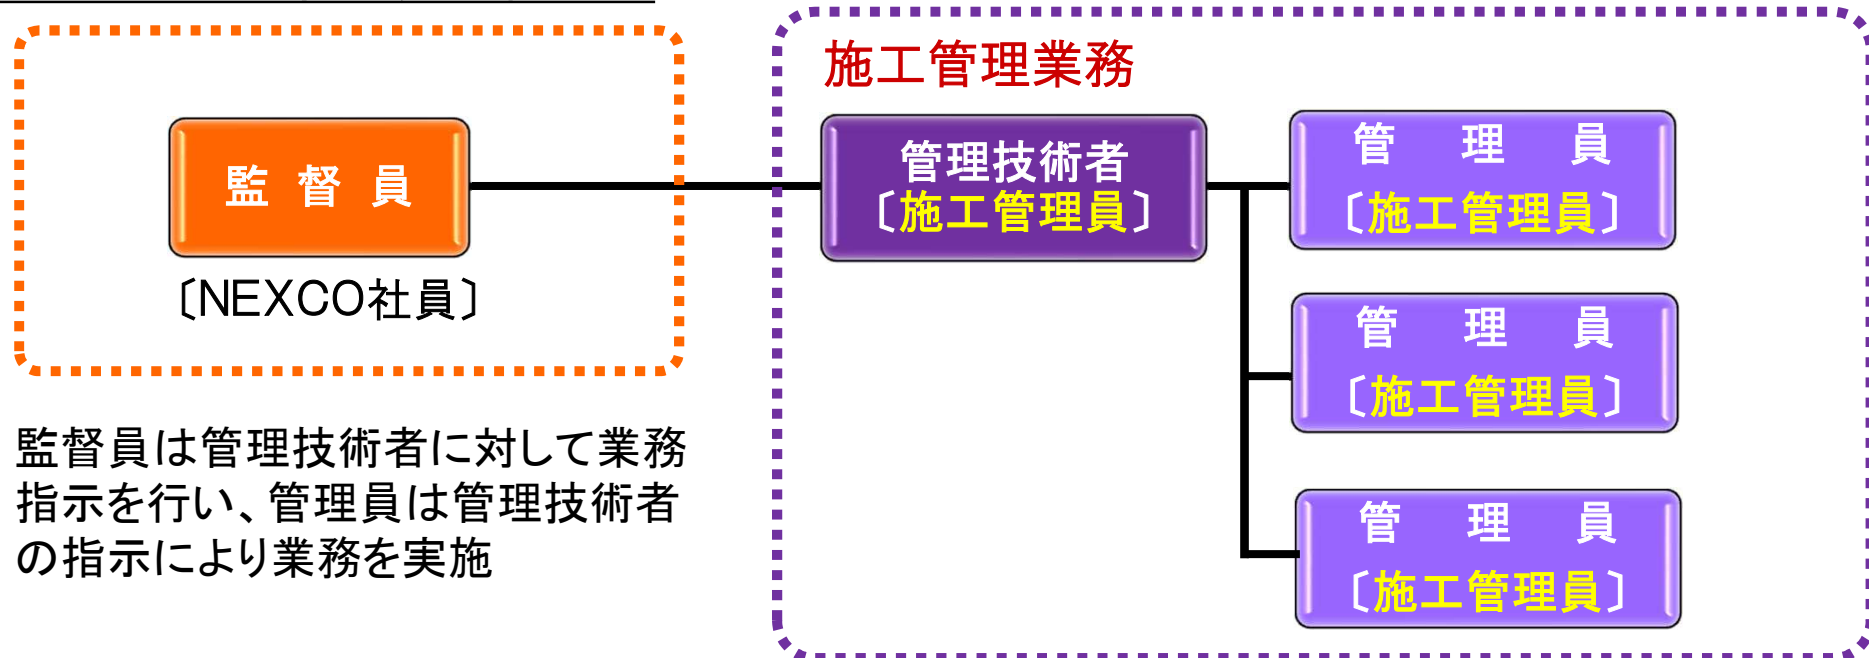 監 督 員
〔NEXCO社員〕
監督員は管理技術者に対して業務
指示を行い、管理員は管理技術者
の指示により業務を実施
施工管理業務
管理技術者
〔施工管理員〕
管 理 員
〔施工管理員〕
管 理 員
〔施工管理員〕
管 理 員
〔施工管理員〕